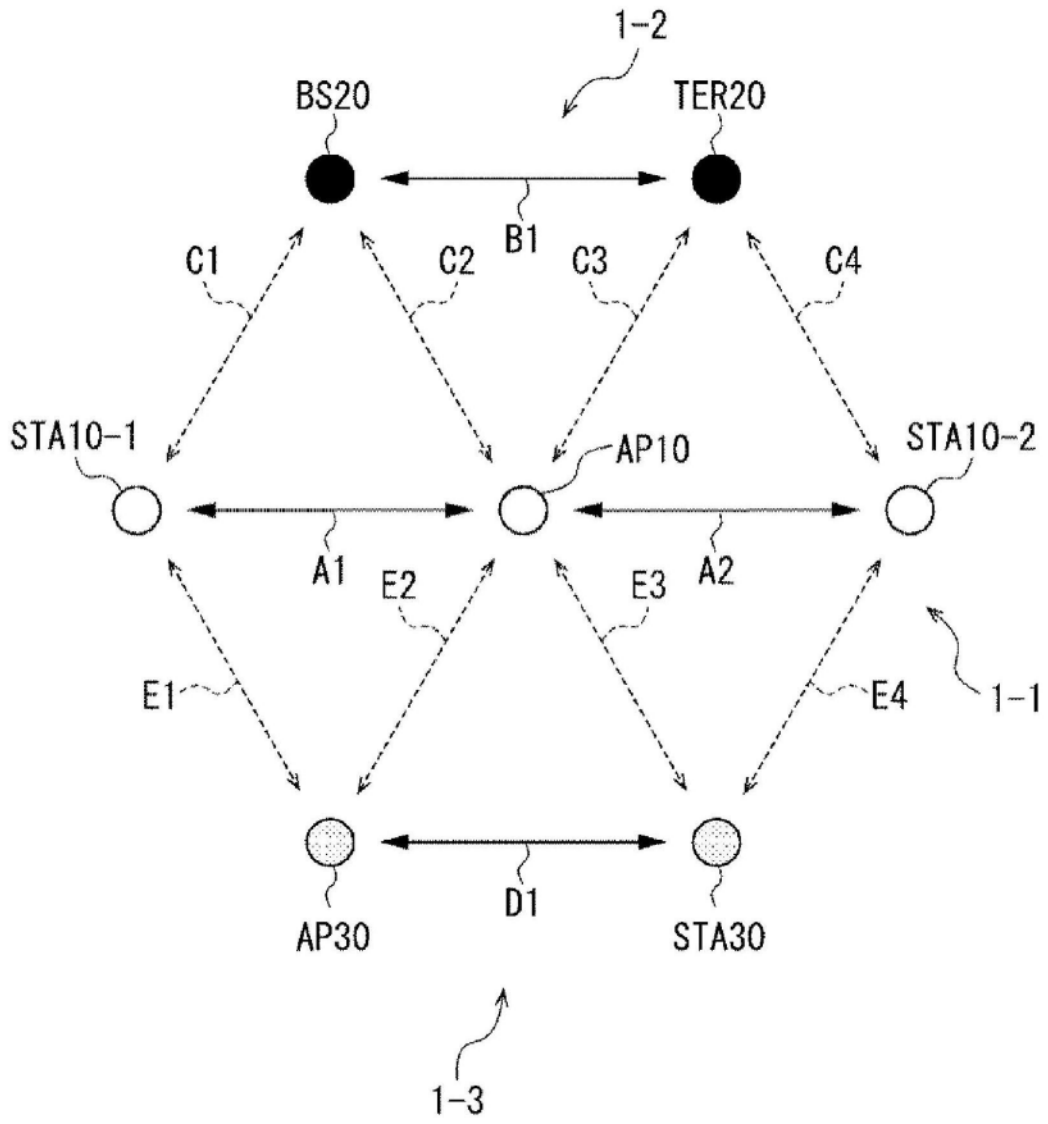 1-2
BS20
TER20
B1
C1
C2
C3
C4
STA10-1
AP10
STA10-2
A1
E2
E3
A2
E1
E4
1-1
D1
AP30
STA30
1-3